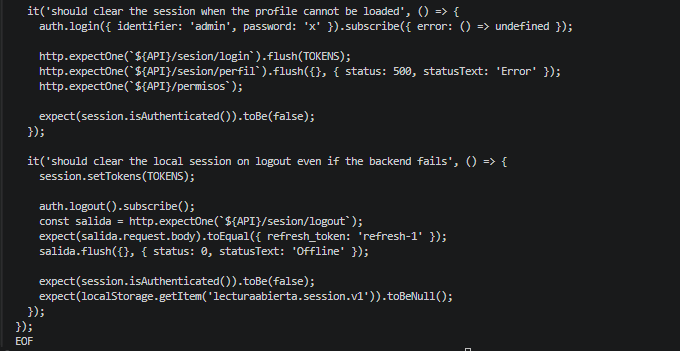 it('should clear the session when the profile cannot be loaded', () => {
auth.login({ identifier: 'admin', password: 'x' }).subscribe({ error: () => undefined });
http.expectOne(`${API}/sesion/login`).flush(TOKENS);
http.expectOne(`${API}/sesion/perfil`).flush({}, { status: 500, statusText: 'Error' });
http.expectOne(`${API}/permisos`);
expect(session.isAuthenticated()).toBe(false);
});
it('should clear the local session on logout even if the backend fails', () => {
session.setTokens(TOKENS);
auth.logout().subscribe();
const salida = http.expectOne(`${API}/sesion/logout`);
expect(salida.request.body).toEqual({ refresh_token: 'refresh-1' });
salida.flush({}, { status: 0, statusText: 'Offline' });
expect(session.isAuthenticated()).toBe(false);
expect(localStorage.getItem('lecturaabierta.session.v1')).toBeNull();
});
});
EOF